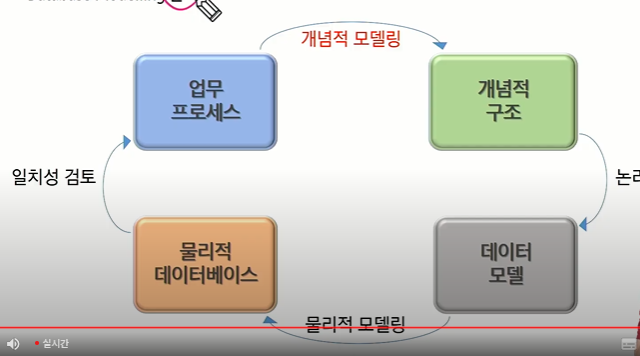 개념적 모델링
업무
프로세스
개념적
구조
일치성 검토
논리
물리적
데이터베이스
데이터
모델
물리적 모델링
실시간